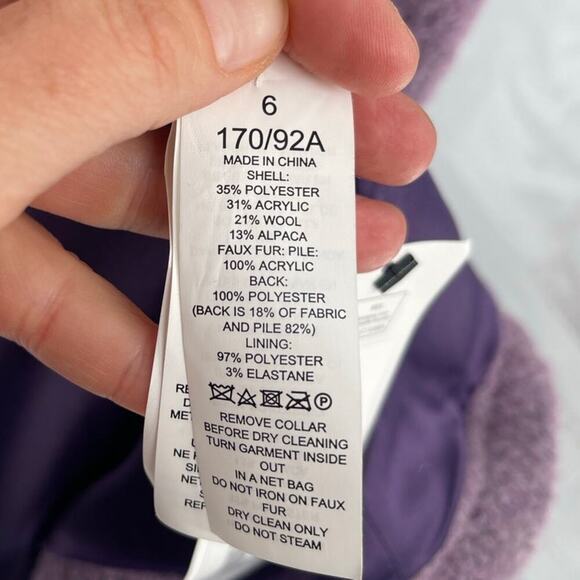 6
170/92A
MADE IN CHINA
SHELL:
35% POLYESTER
31% ACRYLIC
21% WOOL
13% ALPACA
FAUX FUR: PILE:
100% ACRYLIC
BACK:
100% POLYESTER
(BACK IS 18% OF FABRIC
AND PILE 82%)
LINING:
97% POLYESTER
3% ELASTANE
P
REMOVE COLLAR
BEFORE DRY CLEANING
TURN GARMENT INSIDE
OUT
IN A NET BAG
DO NOT IRON ON FAUX
FUR
DRY CLEAN ONLY
DO NOT STEAM